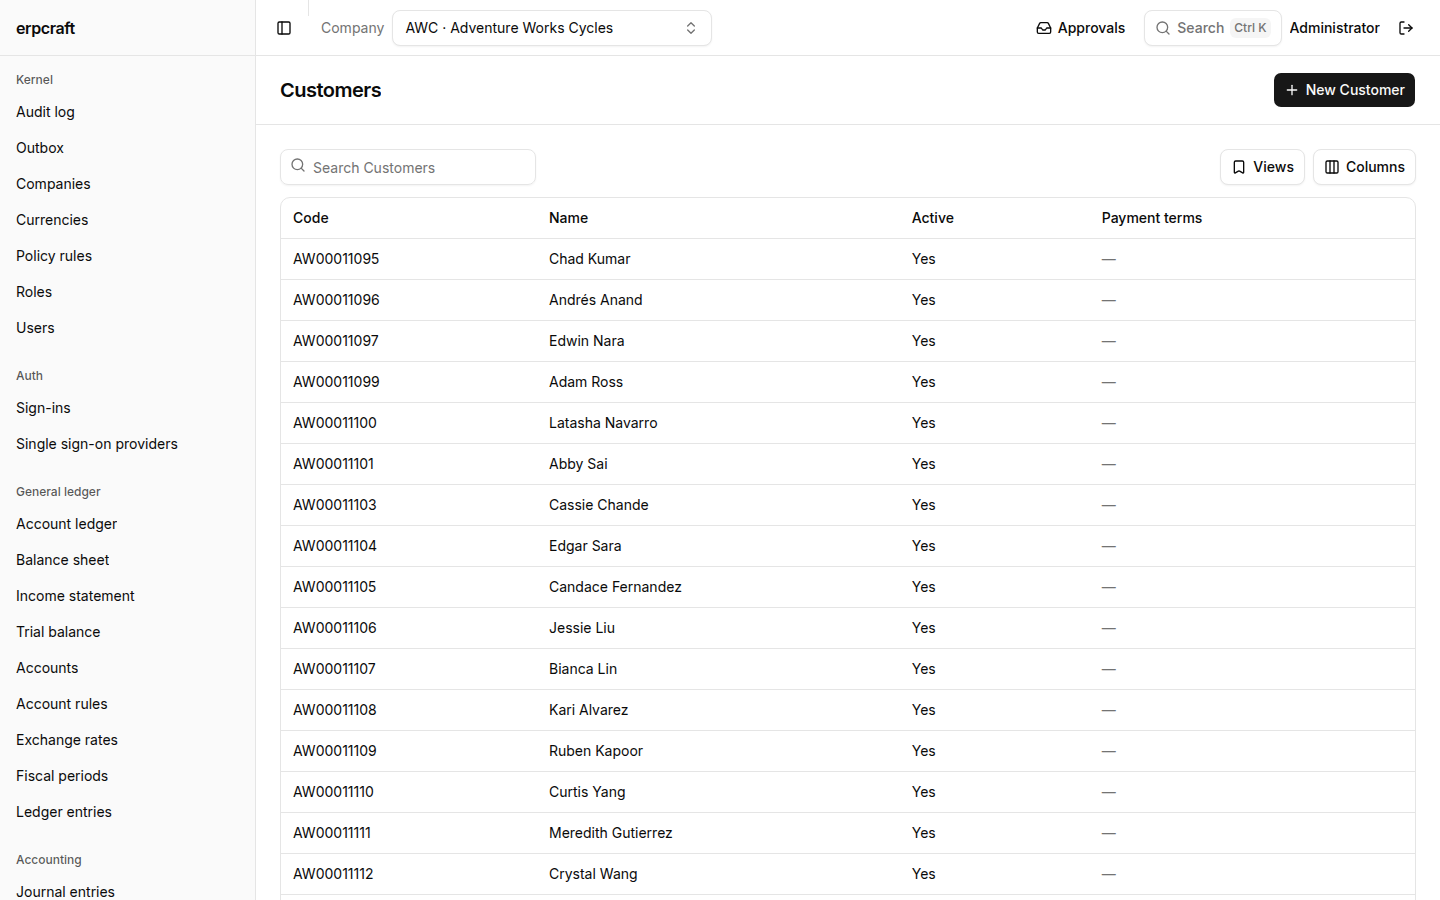 erpcraft
Company
AWC · Adventure Works Cycles
Approvals
Search Ctrl K
Administrator
Kernel
Audit log
Outbox
Companies
Currencies
Policy rules
Roles
Users
Auth
Sign-ins
Single sign-on providers
General ledger
Account ledger
Balance sheet
Income statement
Trial balance
Accounts
Account rules
Exchange rates
Fiscal periods
Ledger entries
Accounting
Journal entries
Customers
New Customer
Search Customers
Views
Columns
Code Name Active Payment terms
AW00011095 Chad Kumar Yes —
AW00011096 Andrés Anand Yes —
AW00011097 Edwin Nara Yes —
AW00011099 Adam Ross Yes —
AW00011100 Latasha Navarro Yes —
AW00011101 Abby Sai Yes —
AW00011103 Cassie Chande Yes —
AW00011104 Edgar Sara Yes —
AW00011105 Candace Fernandez Yes —
AW00011106 Jessie Liu Yes —
AW00011107 Bianca Lin Yes —
AW00011108 Kari Alvarez Yes —
AW00011109 Ruben Kapoor Yes —
AW00011110 Curtis Yang Yes —
AW00011111 Meredith Gutierrez Yes —
AW00011112 Crystal Wang Yes —